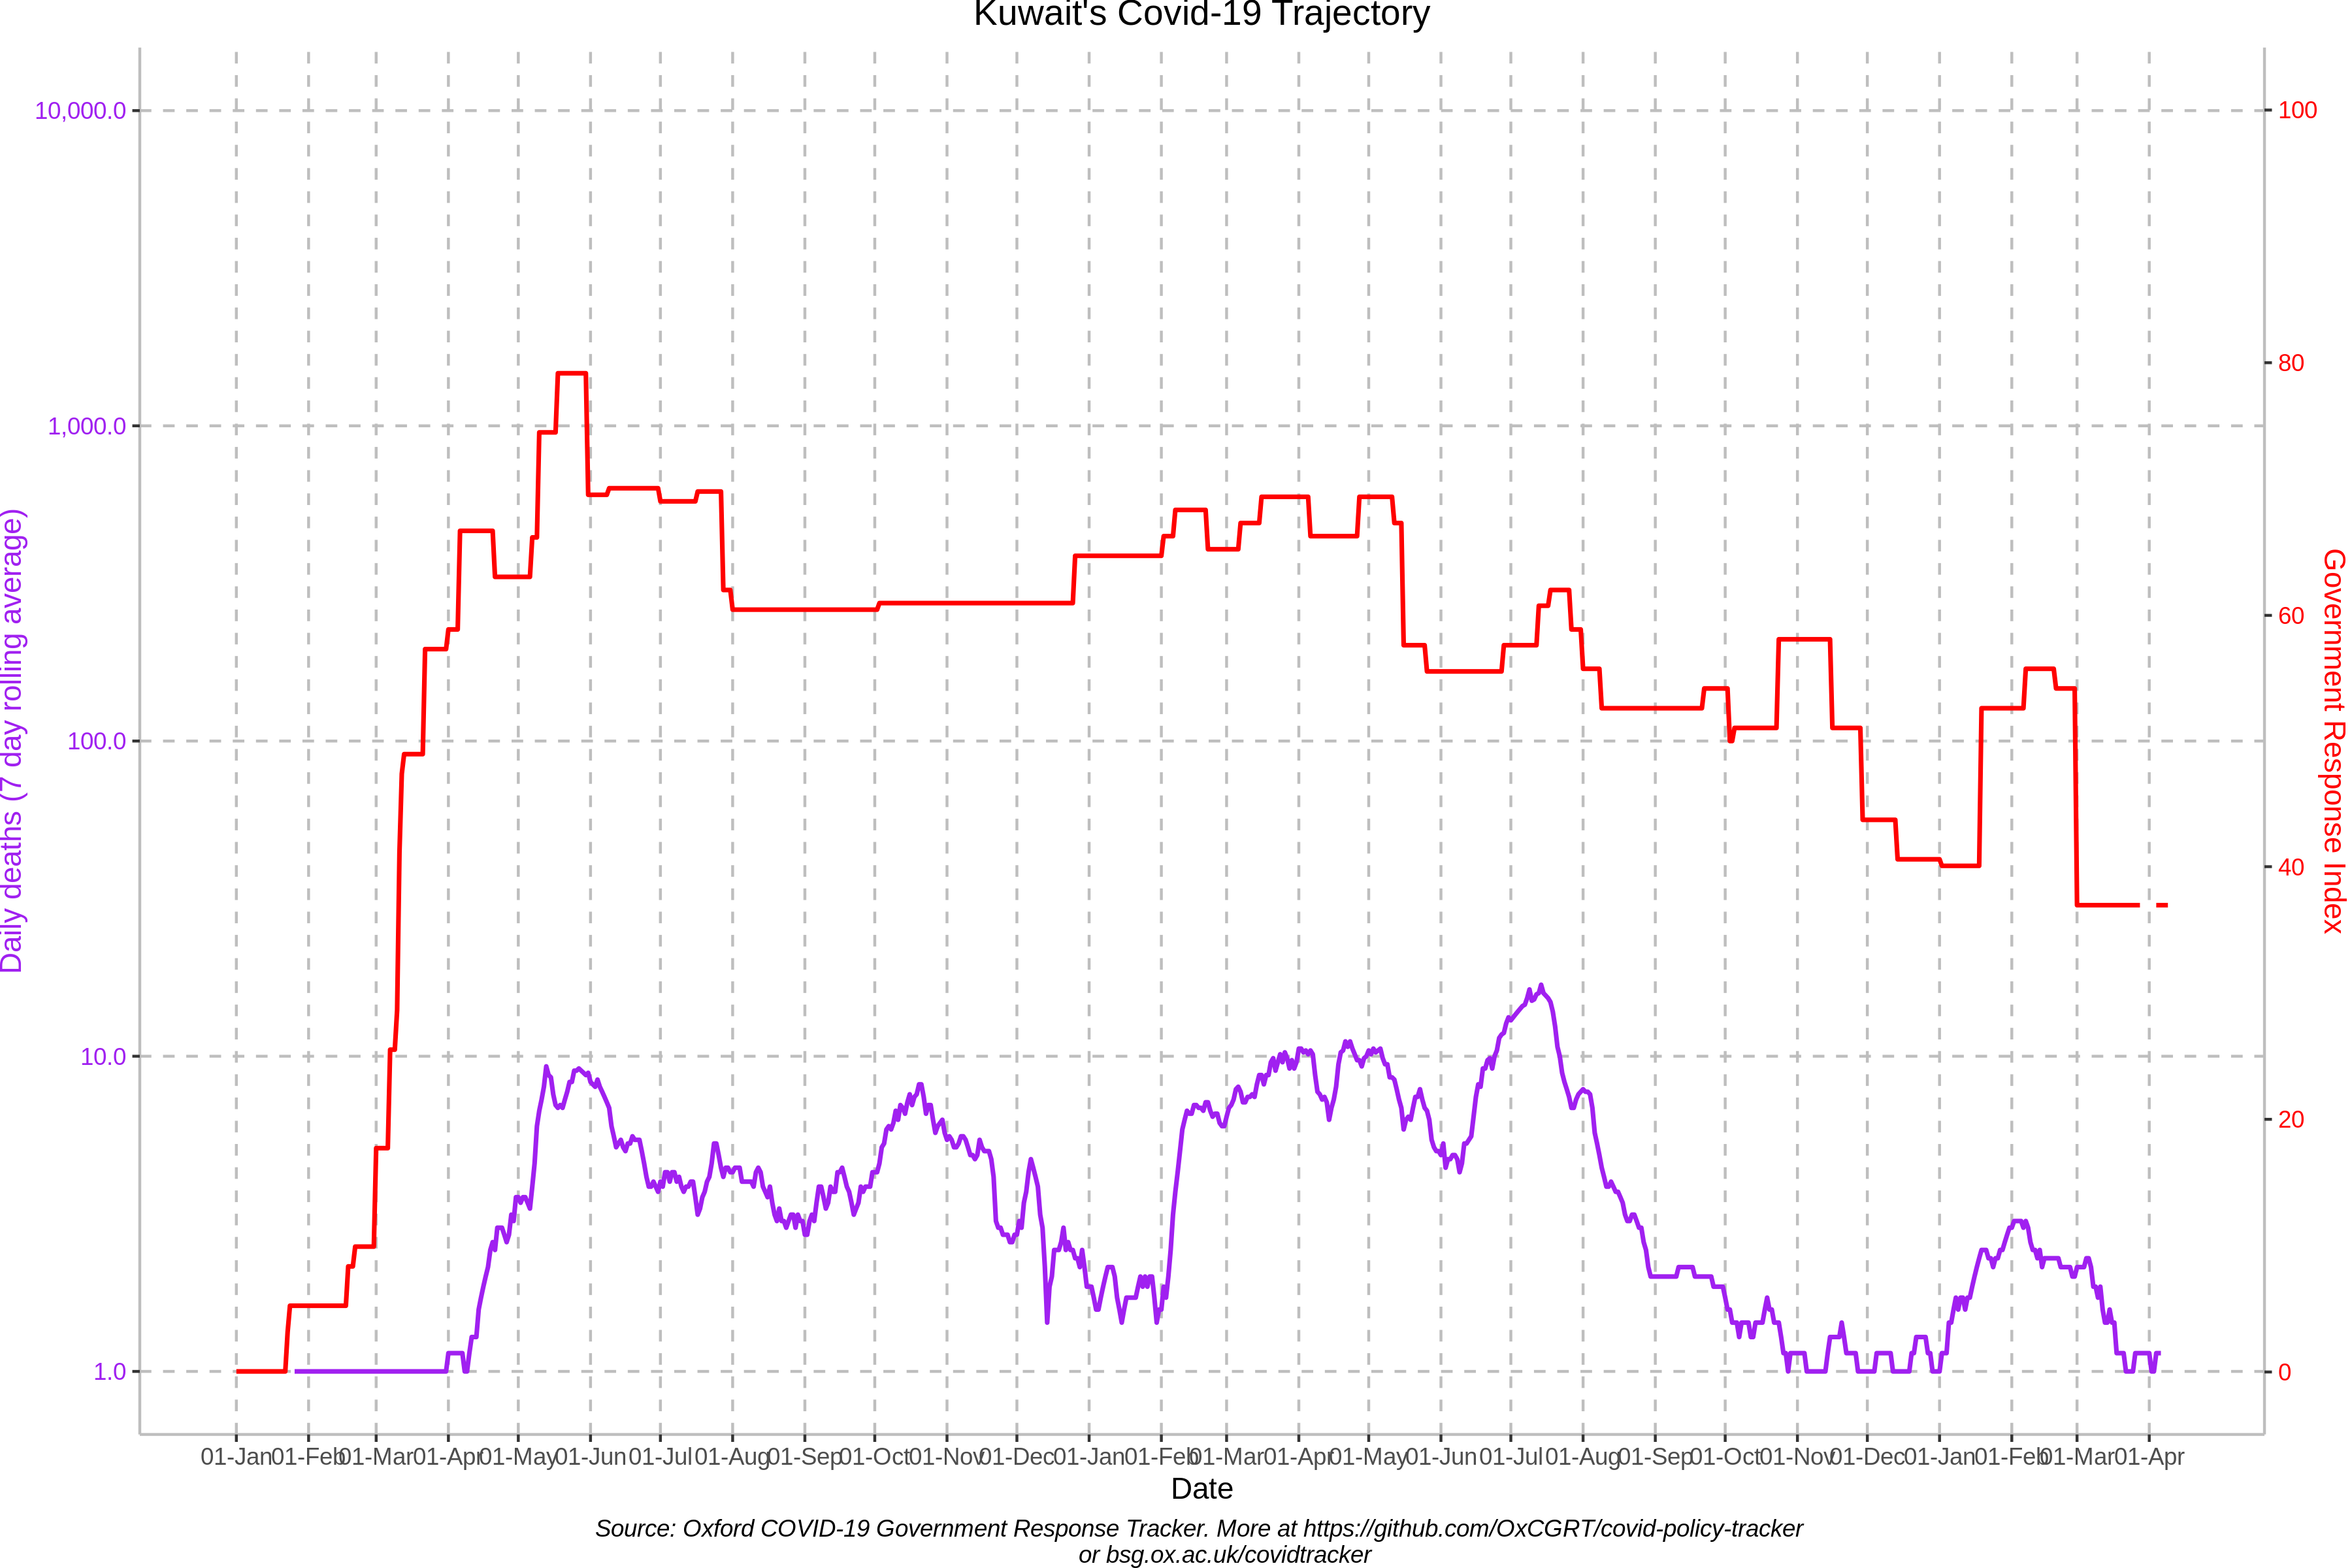 Kuwait's Covid-19 Trajectory
10,000.0
1,000.0
100.0
10.0
1.0
Daily deaths (7 day rolling average)
100
80
60
40
20
0
Government Response Index
01-Jan 01-Feb 01-Mar 01-Apr 01-May 01-Jun 01-Jul 01-Aug 01-Sep 01-Oct 01-Nov 01-Dec 01-Jan 01-Feb 01-Mar 01-Apr 01-May 01-Jun 01-Jul 01-Aug 01-Sep 01-Oct 01-Nov 01-Dec 01-Jan 01-Feb 01-Mar 01-Apr
Date
Source: Oxford COVID-19 Government Response Tracker. More at https://github.com/OxCGRT/covid-policy-tracker
or bsg.ox.ac.uk/covidtracker